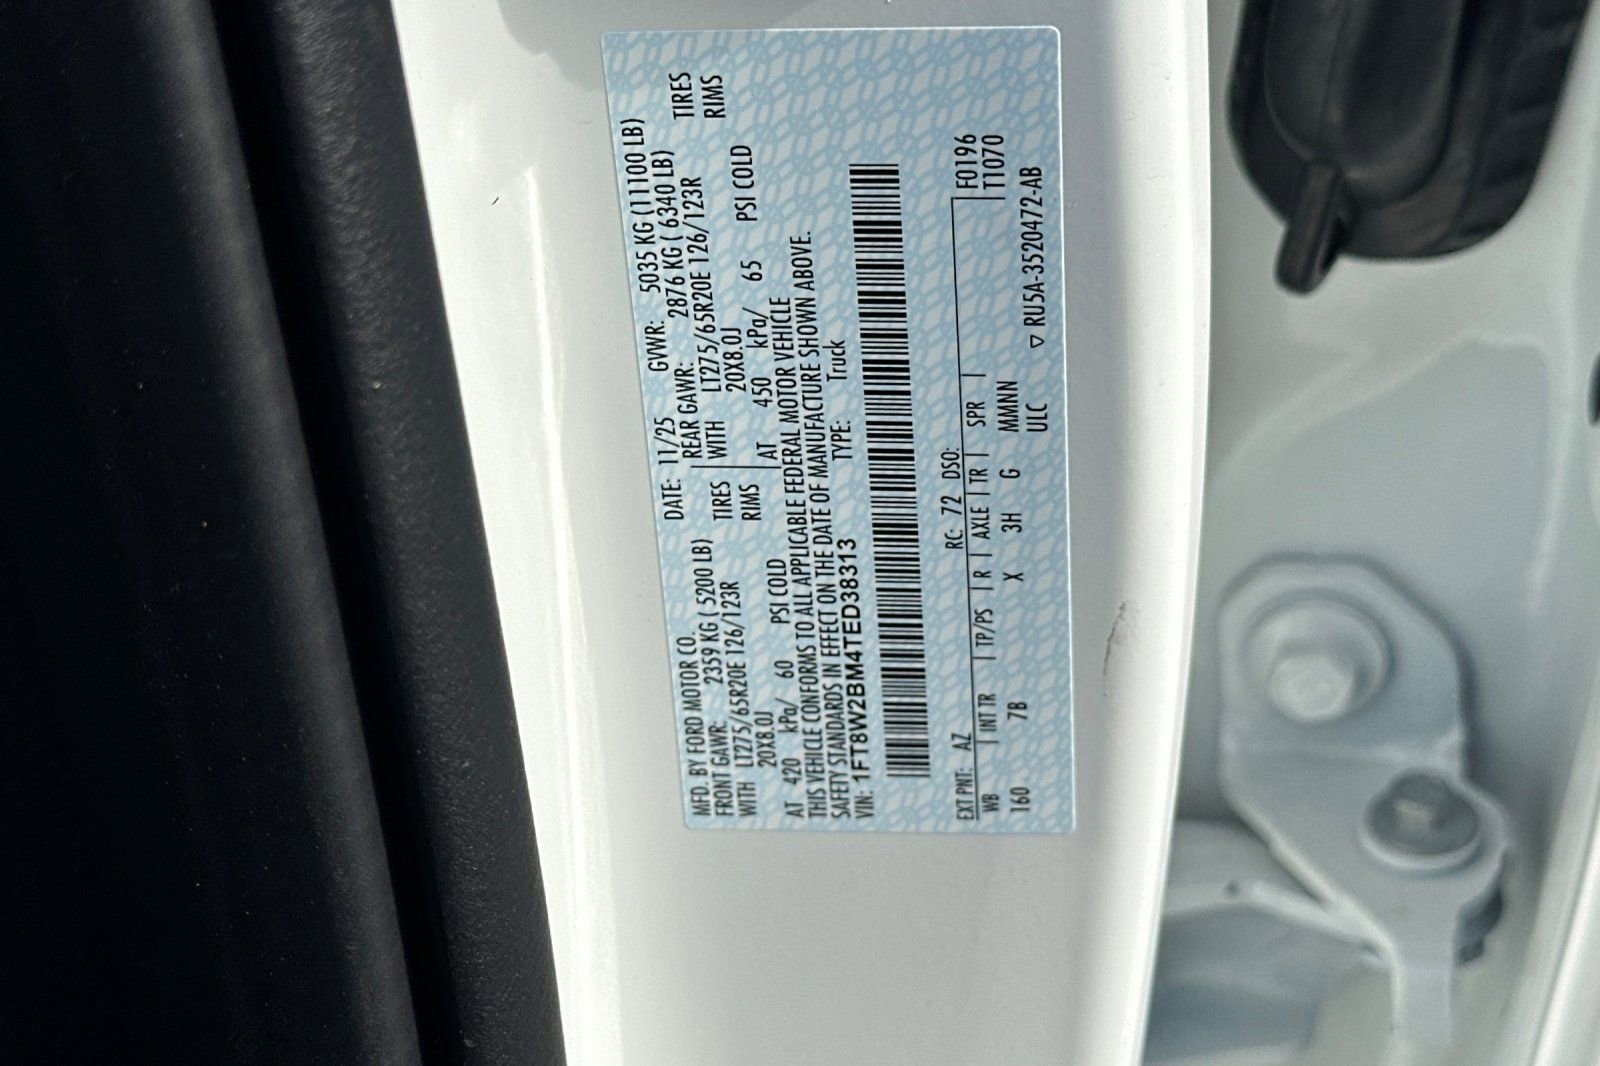 MFD. BY FORD MOTOR CO. DATE: 11/25 GVWR: 5035 KG (11100 LB)
FRONT GAWR: 2359 KG ( 5200 LB) REAR GAWR: 2876 KG ( 6340 LB)
WITH LT275/65R20E 126/123R TIRES WITH LT275/65R20E 126/123R TIRES
20X8.0J RIMS 20X8.0J RIMS
AT 420 kPa/ 60 PSI COLD AT 450 kPa/ 65 PSI COLD
THIS VEHICLE CONFORMS TO ALL APPLICABLE FEDERAL MOTOR VEHICLE
SAFETY STANDARDS IN EFFECT ON THE DATE OF MANUFACTURE SHOWN ABOVE.
VIN: 1FT8W2BM4TED38313 TYPE: Truck
EXT PNT: AZ RC: 72 DSO: F0196
WB INT TR TP/PS R AXLE TR SPR T1070
160 7B X 3H G MMNN
ULC ▽ RU5A-3520472-AB